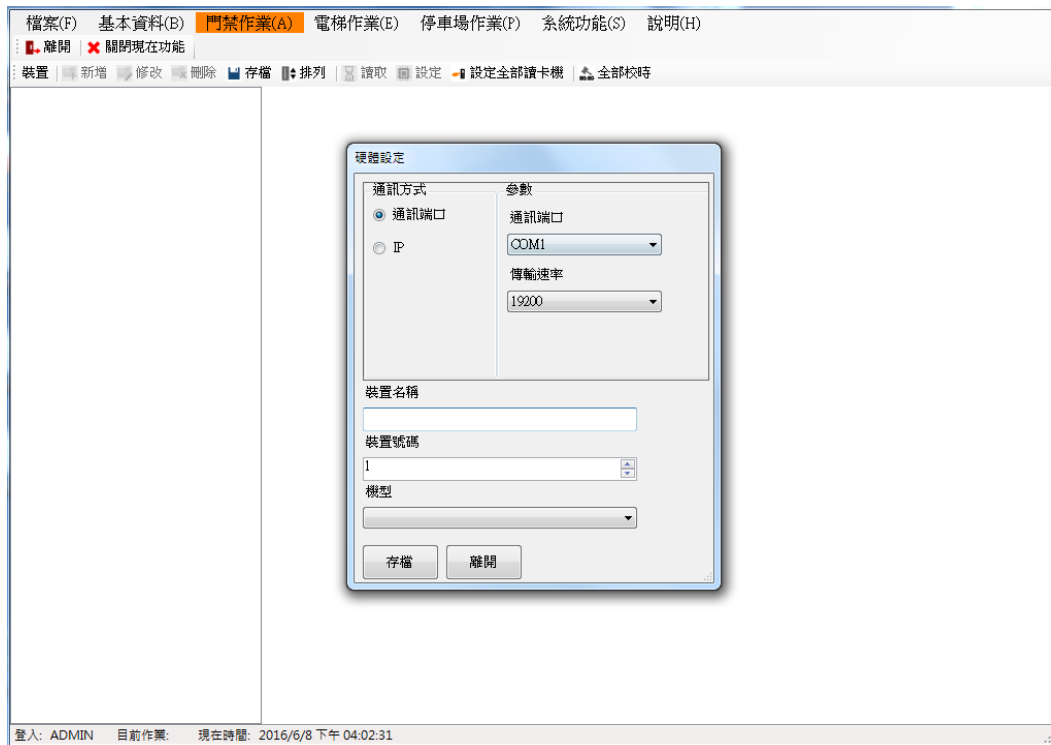 檔案(F) 基本資料(B) 門禁作業(A) 電梯作業(E) 停車場作業(P) 系統功能(S) 說明(H)
離開 關閉現在功能
裝置 新增 修改 刪除 存檔 排列 讀取 設定 設定全部讀卡機 全部校時
硬體設定
通訊方式 參數
通訊端口 通訊端口
IP COM1
傳輸速率
19200
裝置名稱
裝置號碼
1
機型
存檔 離開
登入: ADMIN 目前作業: 現在時間: 2016/6/8 下午 04:02:31